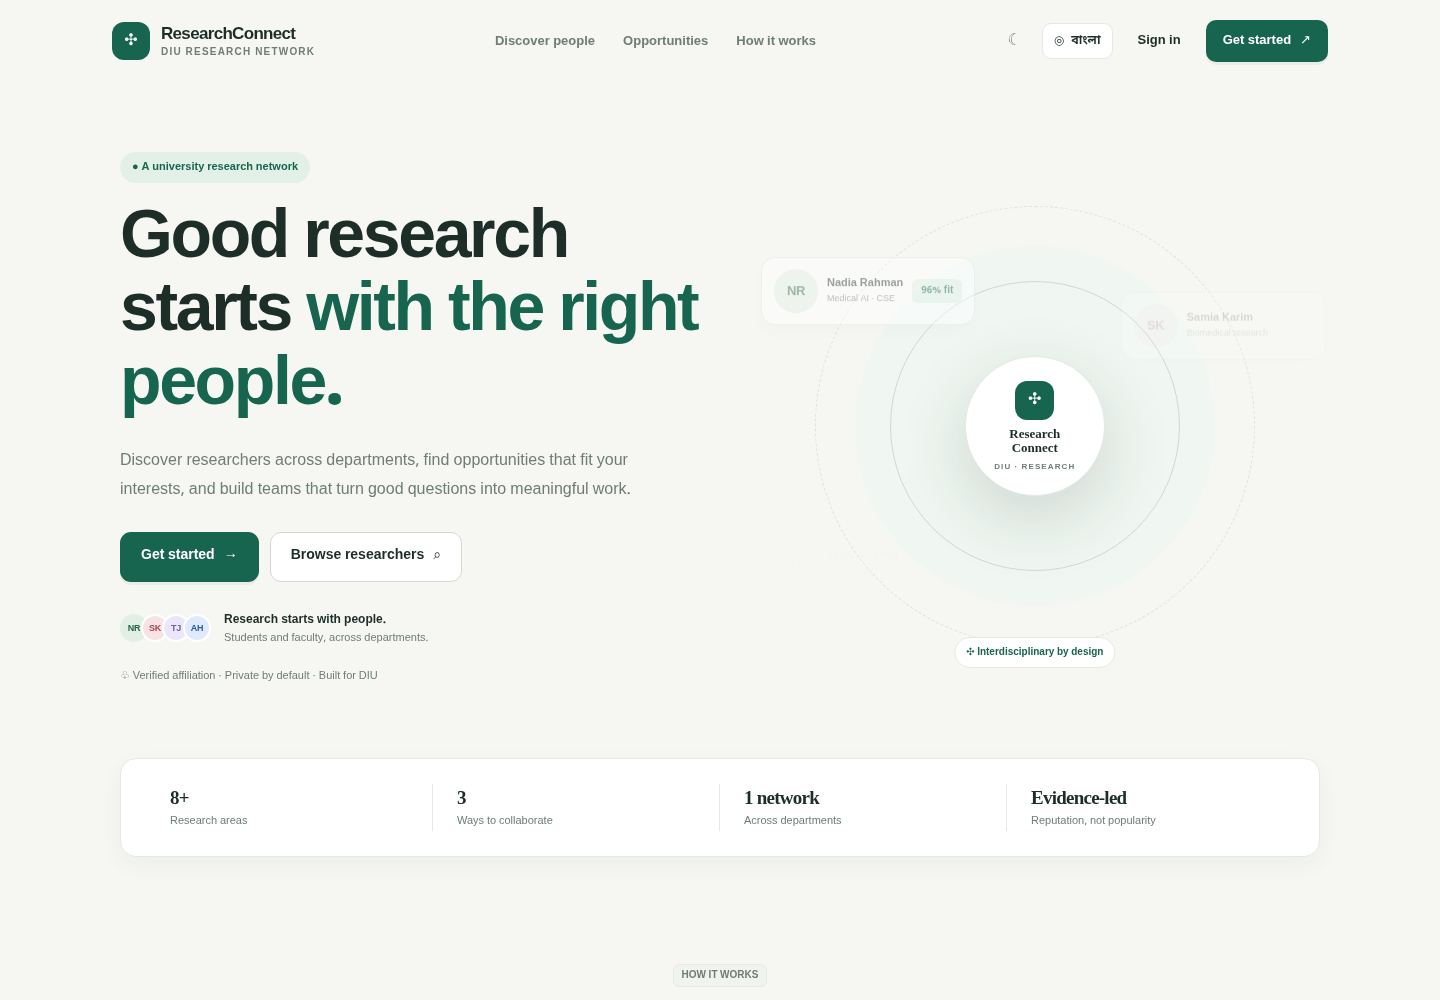 ResearchConnect
DIU RESEARCH NETWORK
Discover people
Opportunities
How it works
বাংলা
Sign in
Get started ↗
● A university research network
Good research
starts with the right
people.
Discover researchers across departments, find opportunities that fit your
interests, and build teams that turn good questions into meaningful work.
Get started →
Browse researchers
NR
SK
TJ
AH
Research starts with people.
Students and faculty, across departments.
Verified affiliation · Private by default · Built for DIU
NR
Nadia Rahman
Medical AI · CSE
96% fit
SK
Samia Karim
Biomedical research
Research
Connect
DIU · RESEARCH
Interdisciplinary by design
8+
Research areas
3
Ways to collaborate
1 network
Across departments
Evidence-led
Reputation, not popularity
HOW IT WORKS